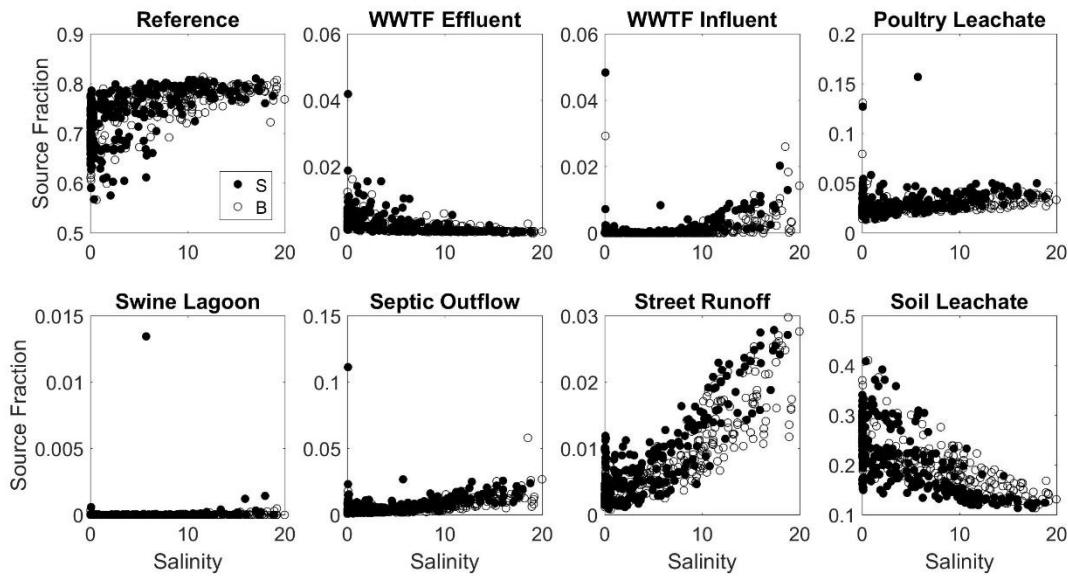 Reference
WWTF Effluent
WWTF Influent
Poultry Leachate
0.9
0.8
0.7
0.6
0.5
0 10 20
Source Fraction
S
B
0.06
0.04
0.02
0
0 10 20
0.06
0.04
0.02
0
0 10 20
0.2
0.15
0.1
0.05
0
0 10 20
Swine Lagoon
Septic Outflow
Street Runoff
Soil Leachate
0.015
0.01
0.005
0
0 10 20
Source Fraction
Salinity
0.15
0.1
0.05
0
0 10 20
Salinity
0.03
0.02
0.01
0
0 10 20
Salinity
0.5
0.4
0.3
0.2
0.1
0 10 20
Salinity